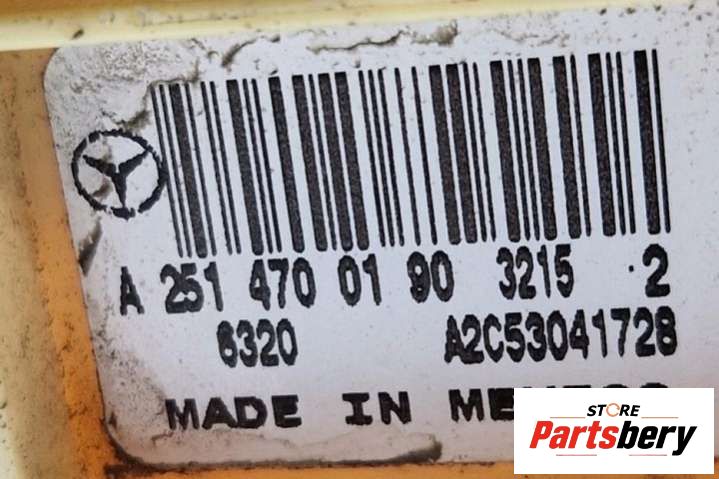 A 251 470 01 90 3215 .2
6320 A2C53041728
MADE IN
STORE
Partsbery